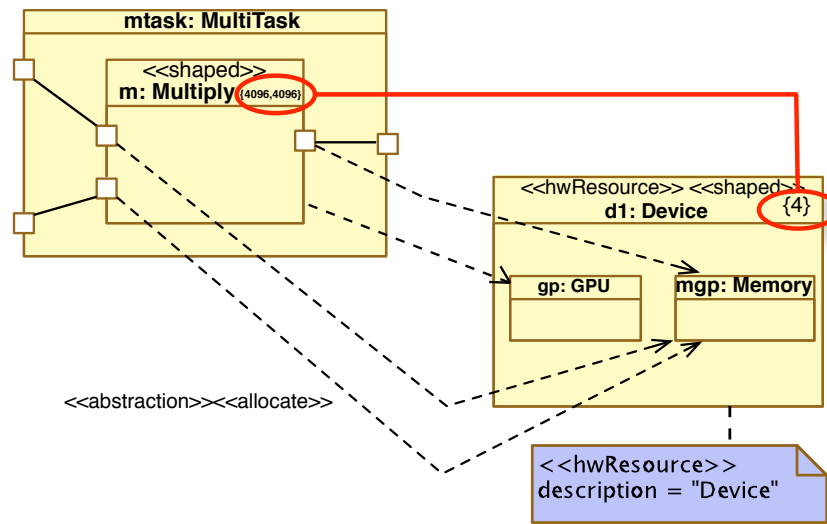 mtask: MultiTask
<<shaped>>
m: Multiply {4096,4096}
<<hwResource>> <<shaped>>
d1: Device {4}
gp: GPU
mgp: Memory
<<abstraction>><<allocate>>
<<hwResource>>
description = "Device"